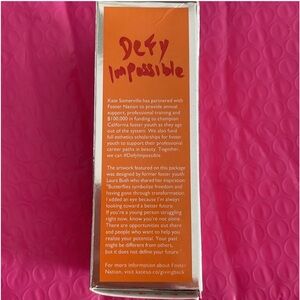 Defy
Impossible
Kate Somerville has partnered with
Foster Nation to provide annual
support, professional training and
$100,000 in funding to champion
California foster youth as they age
out of the system. We also fund
full esthetics scholarships for foster
youth to support their professional
career paths in beauty. Together,
we can #DefyImpossible
The artwork featured on this package
was designed by former foster youth
Laura Bush who shared her inspiration:
"Butterflies symbolize freedom and
having gone through transformation.
I added an eye because I'm always
looking toward a better future.
If you're a young person struggling
right now, know you're not alone.
There are opportunities out there
and people who want to help you
realize your potential. Your past
might be different from others,
but it does not define your future."
For more information about Foster
Nation, visit kateso.co/givingback